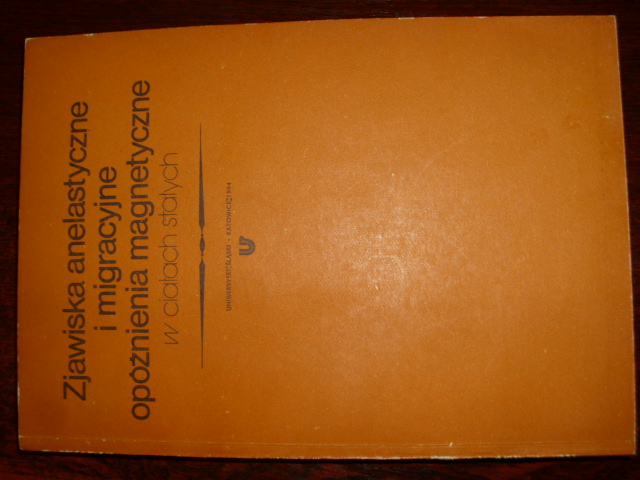 Zjawiska anelastyczne
i migracyjne
opóźnienia magnetyczne
w ciałach stałych
UNIWERSYTET ŚLĄSKI • KATOWICE 1984